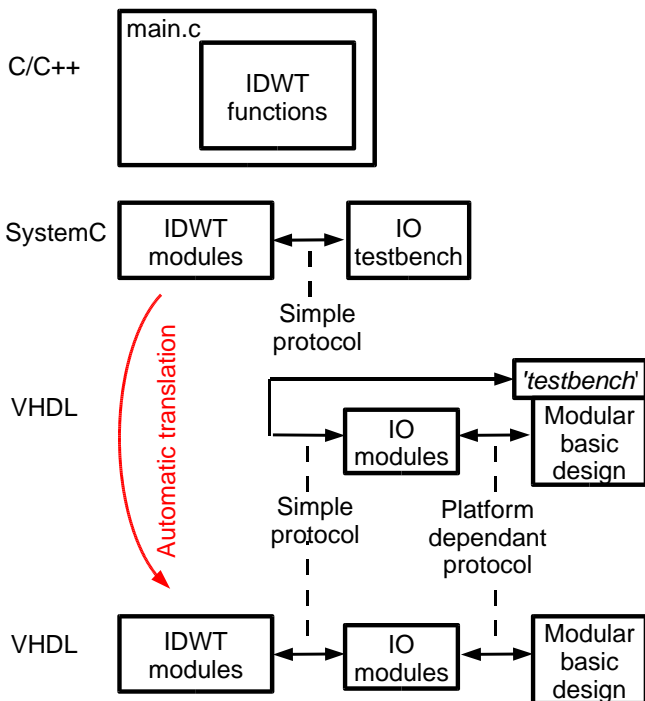 main.c
C/C++
IDWT
functions
SystemC
IDWT
modules
IO
testbench
Simple
protocol
Automatic translation
VHDL
'testbench'
IO
modules
Modular
basic
design
Simple
protocol
Platform
dependant
protocol
VHDL
IDWT
modules
IO
modules
Modular
basic
design